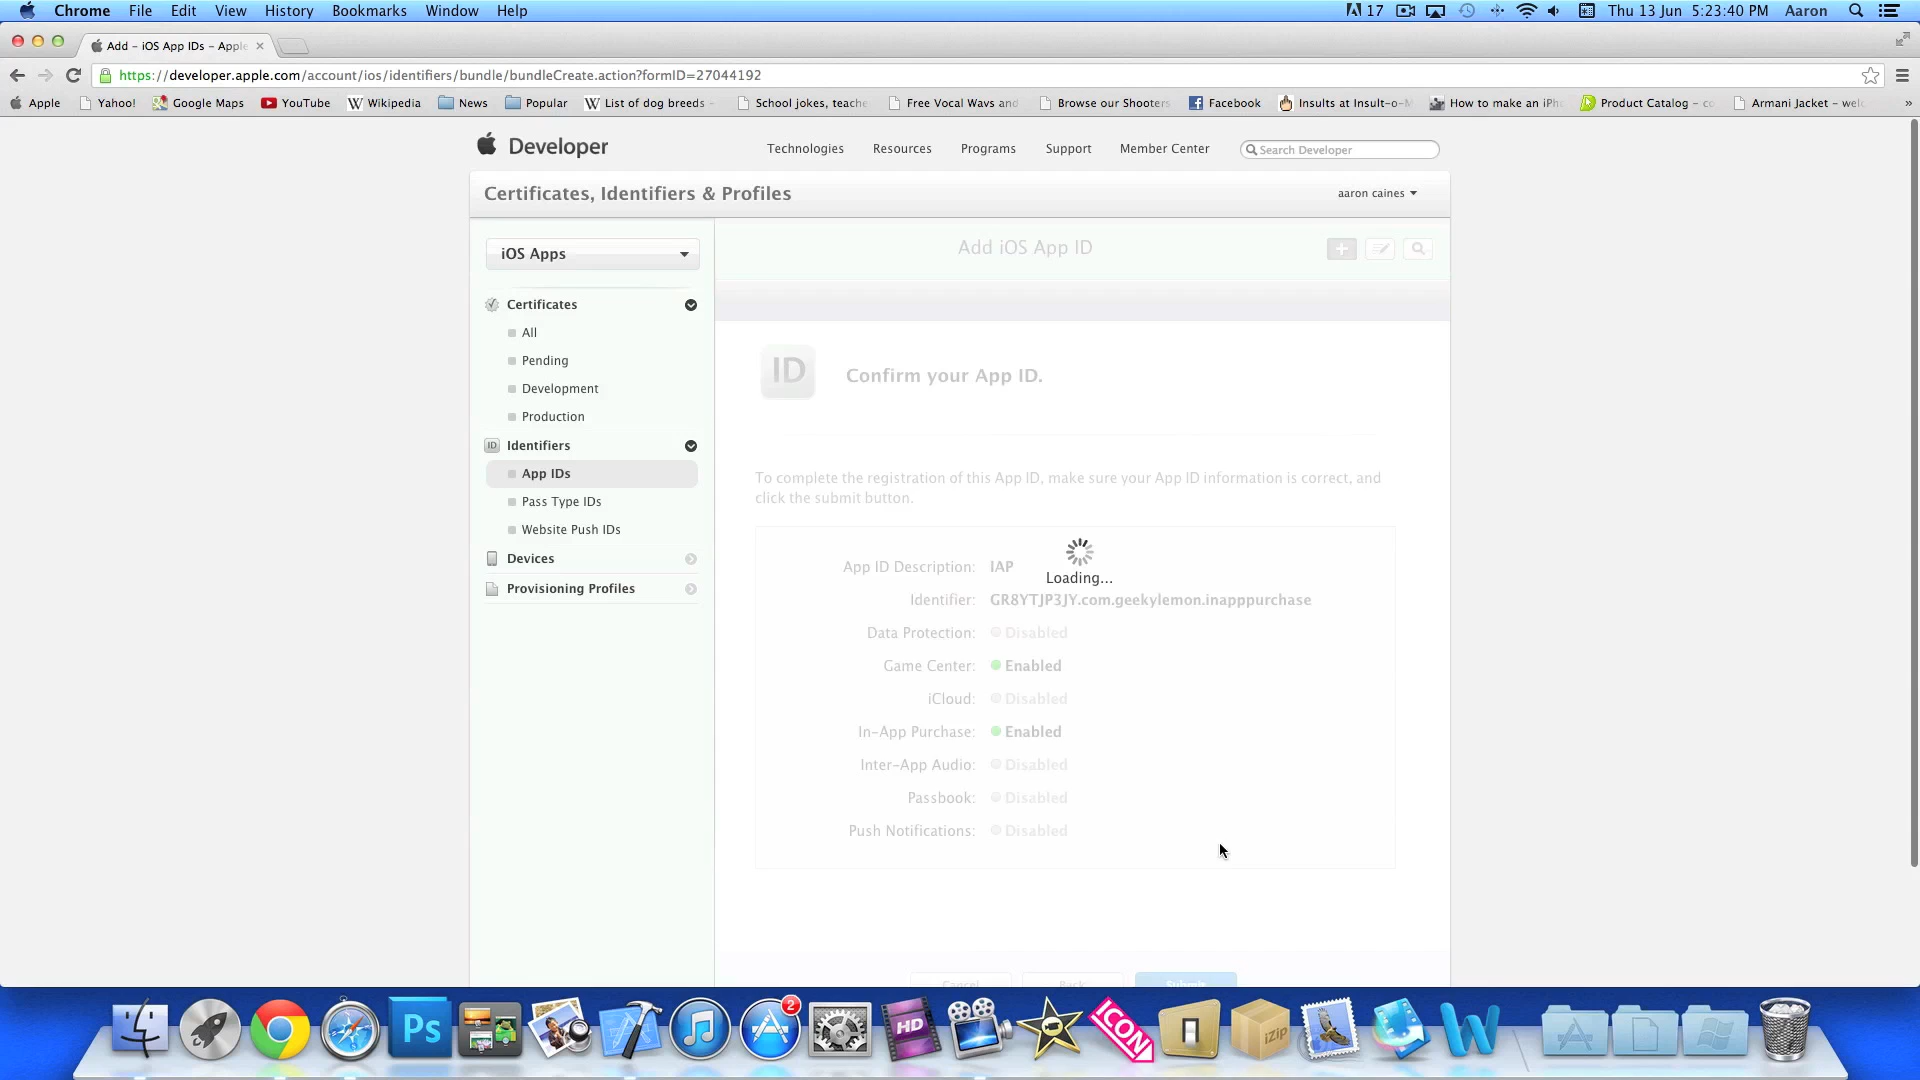 Chrome File Edit View History Bookmarks Window Help 17 Thu 13 Jun 5:23:40 PM Aaron
Add – iOS App IDs – Apple
https://developer.apple.com/account/ios/identifiers/bundle/bundleCreate.action?formID=27044192
Apple Yahoo! Google Maps YouTube Wikipedia News Popular List of dog breeds – School jokes, teache Free Vocal Wavs and Browse our Shooters Facebook Insults at Insult-o-M How to make an iPh Product Catalog – co Armani Jacket – welc »
Developer Technologies Resources Programs Support Member Center Search Developer
Certificates, Identifiers & Profiles aaron caines
iOS Apps
Add iOS App ID
Certificates
All
Pending
Development
Production
ID Identifiers
App IDs
Pass Type IDs
Website Push IDs
Devices
Provisioning Profiles
ID Confirm your App ID.
To complete the registration of this App ID, make sure your App ID information is correct, and
click the submit button.
Loading...
App ID Description: IAP
Identifier: GR8YTJP3JY.com.geekylemon.inapppurchase
Data Protection: Disabled
Game Center: Enabled
iCloud: Disabled
In-App Purchase: Enabled
Inter-App Audio: Disabled
Passbook: Disabled
Push Notifications: Disabled
Cancel Back Submit
Ps 2 HD ICON iZip W